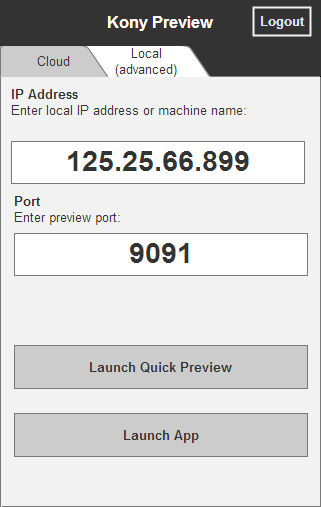 Kony Preview
Logout
Cloud
Local
(advanced)
IP Address
Enter local IP address or machine name:
125.25.66.899
Port
Enter preview port:
9091
Launch Quick Preview
Launch App